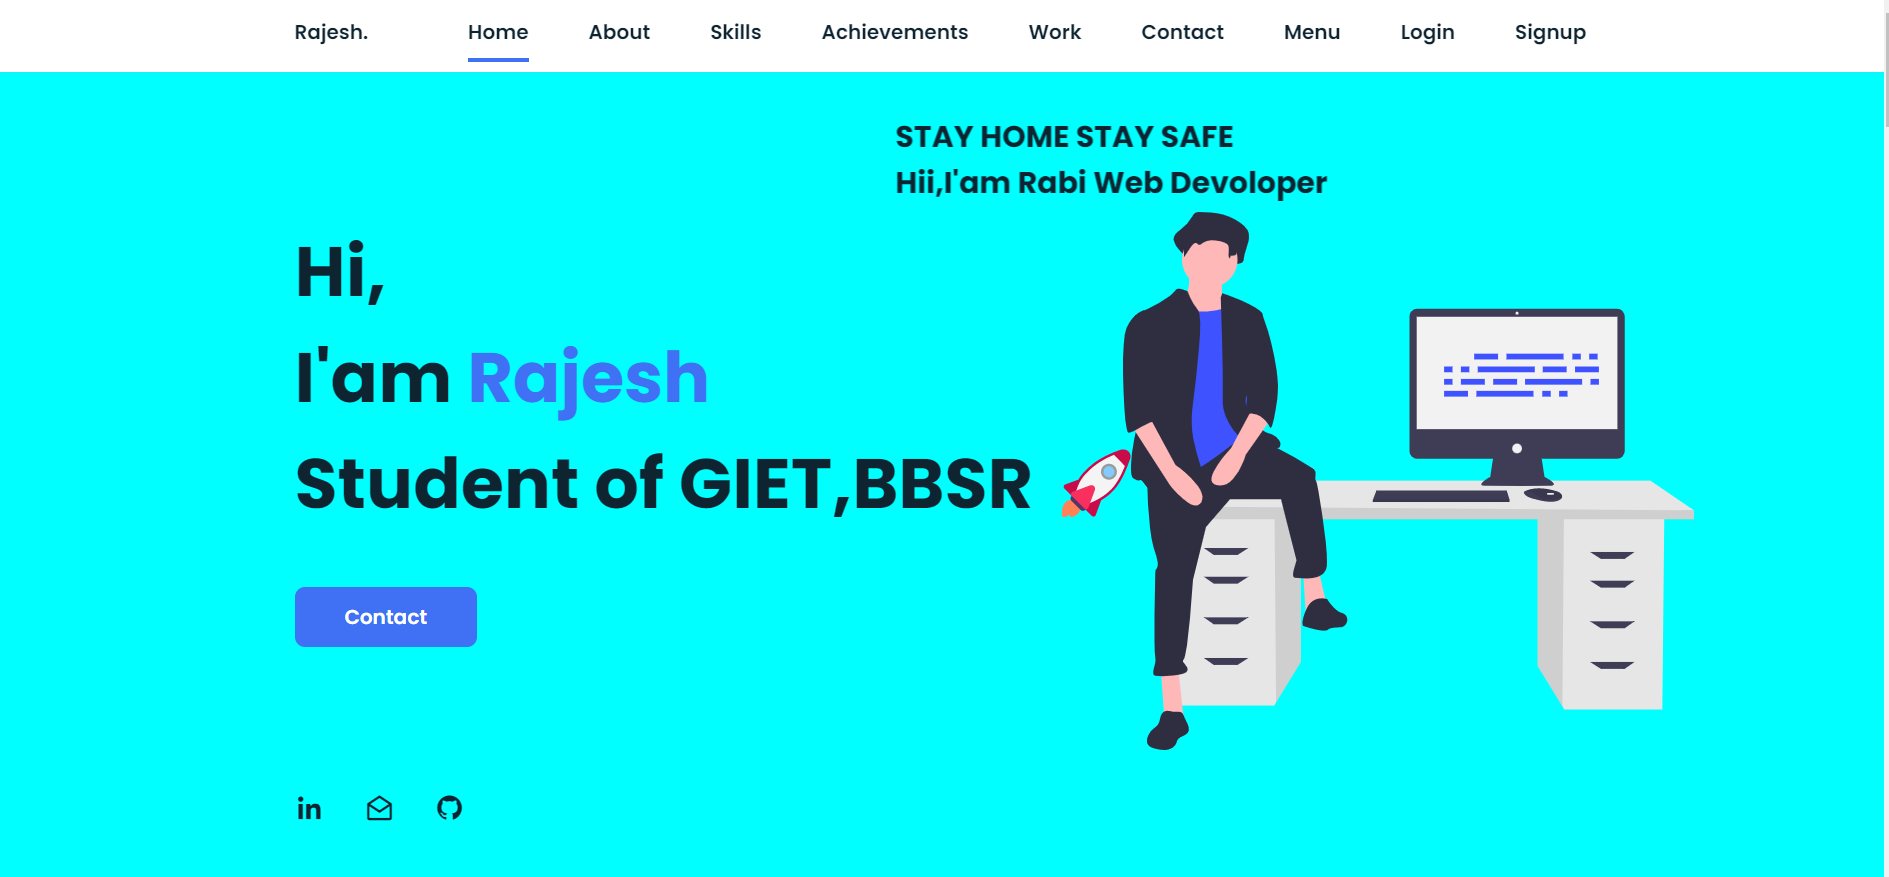 Rajesh. Home About Skills Achievements Work Contact Menu Login Signup
STAY HOME STAY SAFE
Hii,I'am Rabi Web Devoloper
Hi,
I'am Rajesh
Student of GIET,BBSR
Contact
in